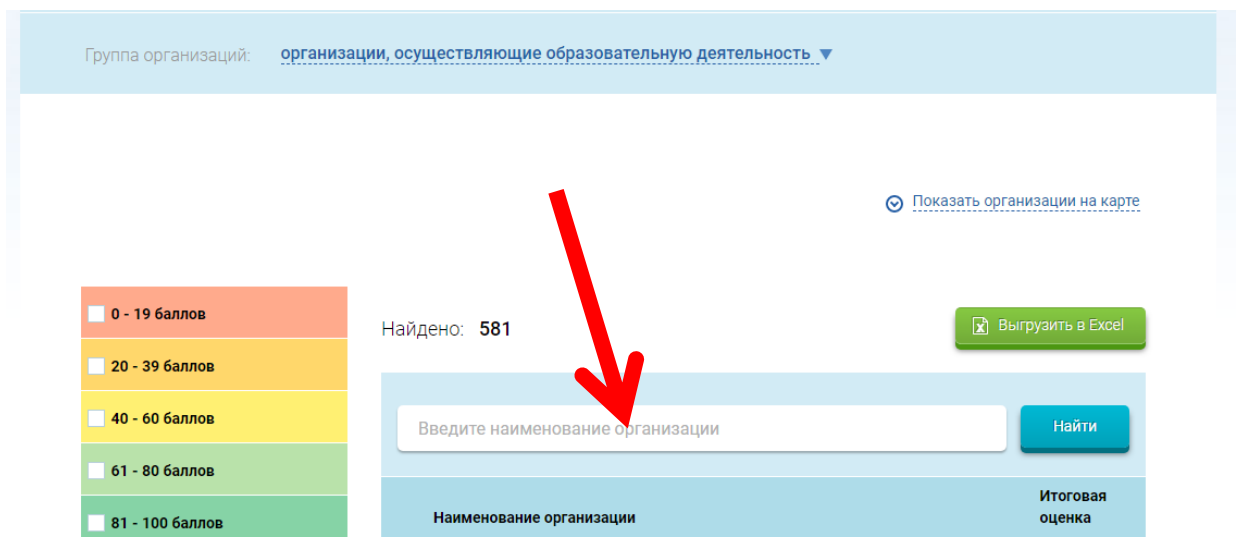 Группа организаций: организации, осуществляющие образовательную деятельность
Показать организации на карте
0 - 19 баллов
20 - 39 баллов
40 - 60 баллов
61 - 80 баллов
81 - 100 баллов
Найдено: 581
Выгрузить в Excel
Введите наименование организации
Найти
Наименование организации
Итоговая
оценка